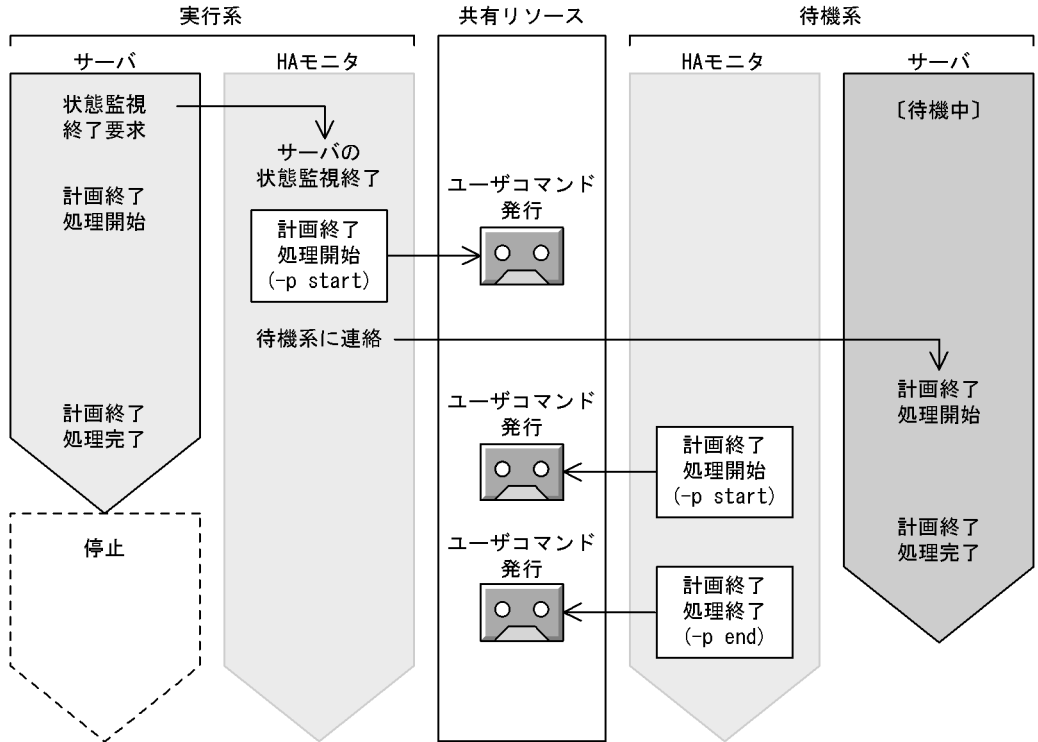 実行系
共有リソース
待機系
サーバ
HAモニタ
HAモニタ
サーバ
状態監視
終了要求
〔待機中〕
サーバの
状態監視終了
計画終了
処理開始
ユーザコマンド
発行
計画終了
処理開始
(-p start)
待機系に連絡
計画終了
処理開始
計画終了
処理完了
ユーザコマンド
発行
計画終了
処理開始
(-p start)
停止
計画終了
処理完了
ユーザコマンド
発行
計画終了
処理終了
(-p end)